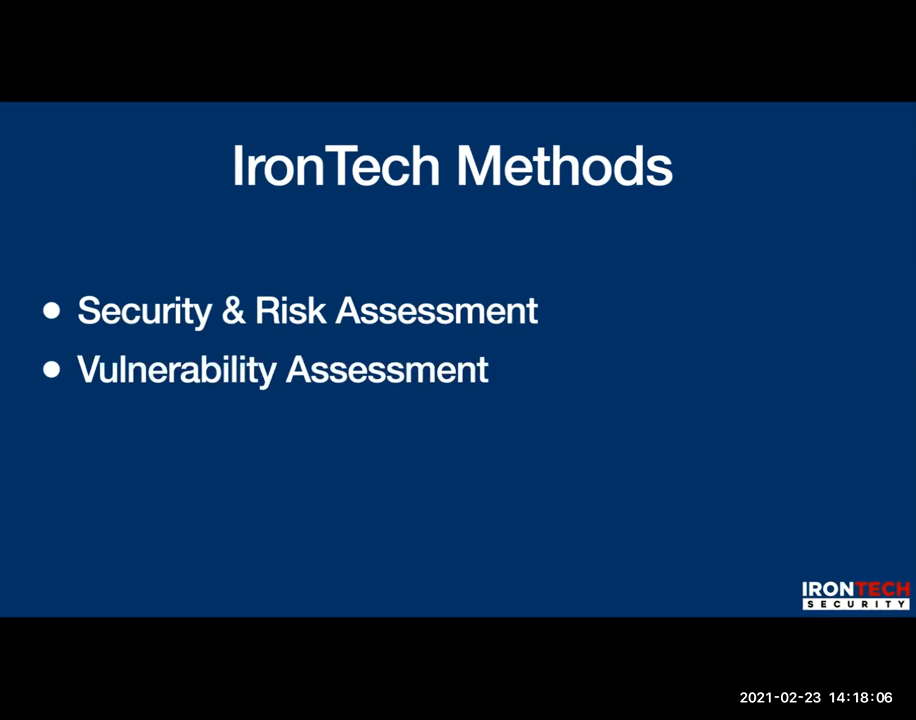 IronTech Methods
• Security & Risk Assessment
• Vulnerability Assessment
IRONTECH
SECURITY
2021-02-23 14:18:06